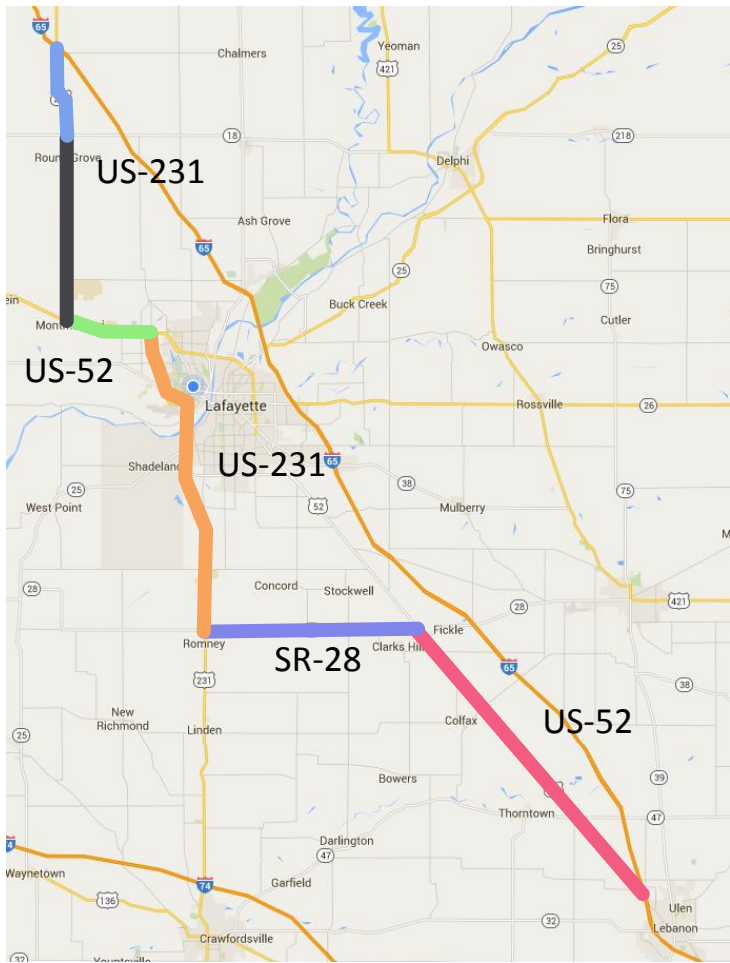 65
Chalmers
Yeoman
25
421
18
218
Round Grove
US-231
Delphi
Ash Grove
Flora
65
Bringhurst
25
75
Buck Creek
Cutler
US-52
Owasco
Lafayette
Rossville
26
Shadeland
US-231
65
25
38
75
West Point
52
Mulberry
28
Concord
Stockwell
28
421
Romney
Fickle
SR-28
Clarks Hill
231
65
38
New
Richmond
Linden
Colfax
US-52
25
Bowers
39
Thorntown
47
Darlington
47
74
Waynetown
74
Garfield
136
Ulen
32
Lebanon
Crawfordsville
32